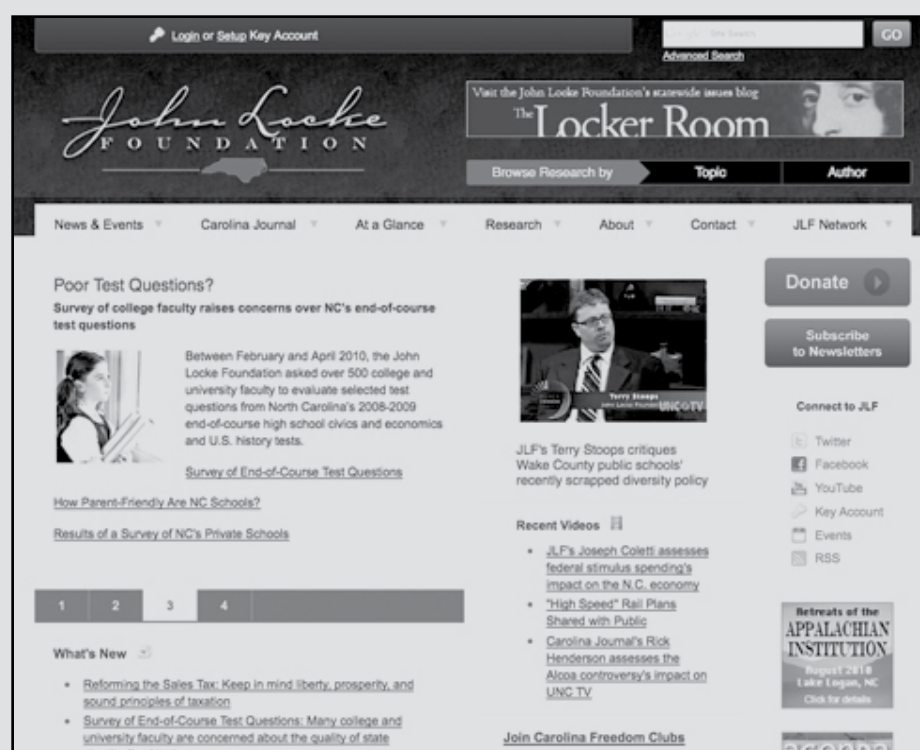 Login or Setup Key Account
GO
Advanced Search
John Locke
FOUNDATION
Visit the John Locke Foundation's statewide issues blog
The Locker Room
Browse Research by
Topic
Author
News & Events
Carolina Journal
At a Glance
Research
About
Contact
JLF Network
Poor Test Questions?
Survey of college faculty raises concerns over NC's end-of-course
test questions
Between February and April 2010, the John
Locke Foundation asked over 500 college and
university faculty to evaluate selected test
questions from North Carolina's 2008-2009
end-of-course high school civics and economics
and U.S. history tests.
Survey of End-of-Course Test Questions
How Parent-Friendly Are NC Schools?
Results of a Survey of NC's Private Schools
1 2 3 4
What's New
Reforming the Sales Tax: Keep in mind liberty, prosperity, and
sound principles of taxation
Survey of End-of-Course Test Questions: Many college and
university faculty are concerned about the quality of state
Terry Stoops
John Locke
UNC-TV
JLF's Terry Stoops critiques
Wake County public schools'
recently scrapped diversity policy
Recent Videos
JLF's Joseph Coletti assesses
federal stimulus spending's
impact on the N.C. economy
"High Speed" Rail Plans
Shared with Public
Carolina Journal's Rick
Henderson assesses the
Alcoa controversy's impact on
UNC TV
Join Carolina Freedom Clubs
Donate
Subscribe
to Newsletters
Connect to JLF
Twitter
Facebook
YouTube
Key Account
Events
RSS
Retreats of the
APPALACHIAN
INSTITUTION
August 2010
Lake Logan, NC
Click for details